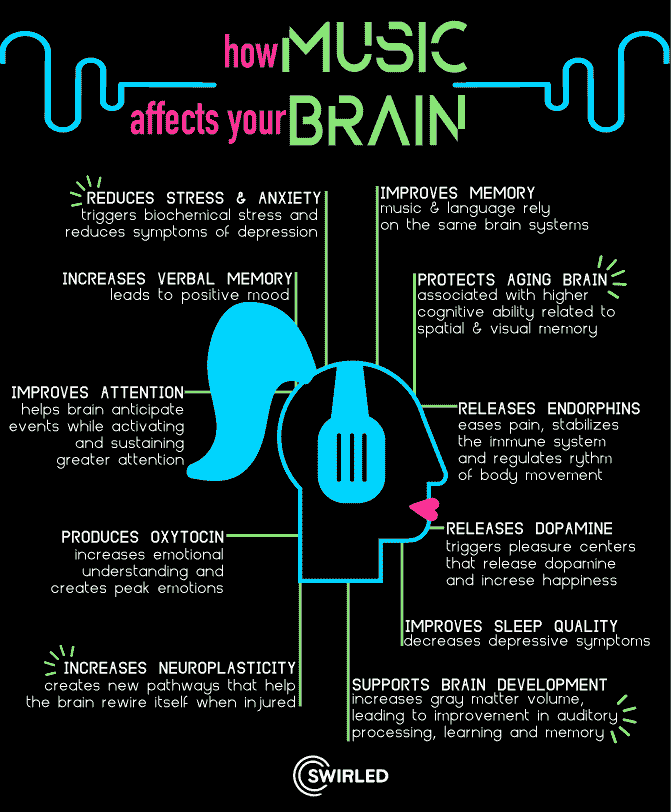 how MUSIC
affects your BRAIN
REDUCES STRESS & ANXIETY
triggers biochemical stress and
reduces symptoms of depression
IMPROVES MEMORY
music & language rely
on the same brain systems
INCREASES VERBAL MEMORY
leads to positive mood
PROTECTS AGING BRAIN
associated with higher
cognitive ability related to
spatial & visual memory
IMPROVES ATTENTION
helps brain anticipate
events while activating
and sustaining
greater attention
RELEASES ENDORPHINS
eases pain, stabilizes
the immune system
and regulates rythm
of body movement
PRODUCES OXYTOCIN
increases emotional
understanding and
creates peak emotions
RELEASES DOPAMINE
triggers pleasure centers
that release dopamine
and increse happiness
IMPROVES SLEEP QUALITY
decreases depressive symptoms
INCREASES NEUROPLASTICITY
creates new pathways that help
the brain rewire itself when injured
SUPPORTS BRAIN DEVELOPMENT
increases gray matter volume,
leading to improvement in auditory
processing, learning and memory
SWIRLED